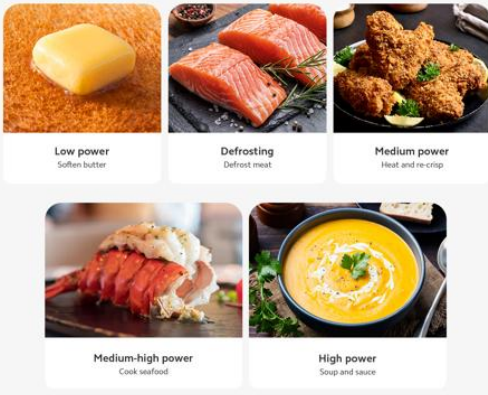 Low power
Soften butter
Defrosting
Defrost meat
Medium power
Heat and re-crisp
Medium-high power
Cook seafood
High power
Soup and sauce